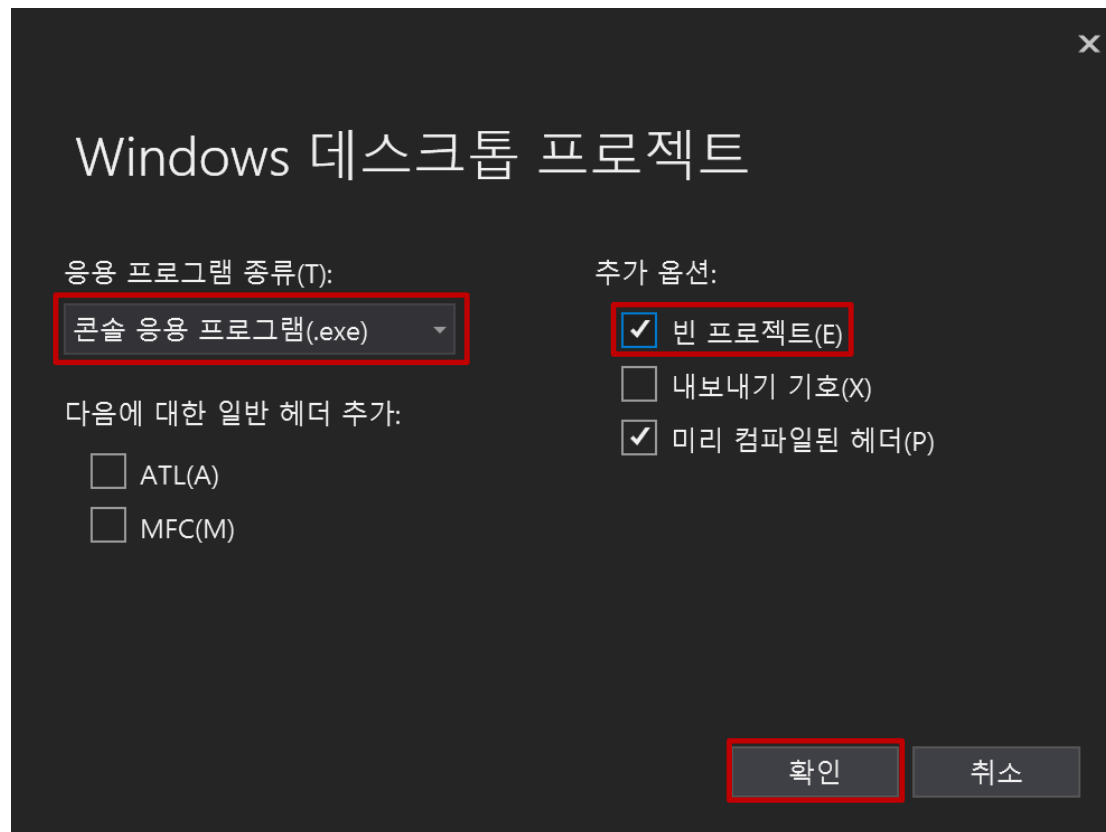 Windows 데스크톱 프로젝트
응용 프로그램 종류(T):
콘솔 응용 프로그램(.exe)
다음에 대한 일반 헤더 추가:
ATL(A)
MFC(M)
추가 옵션:
빈 프로젝트(E)
내보내기 기호(X)
미리 컴파일된 헤더(P)
확인
취소